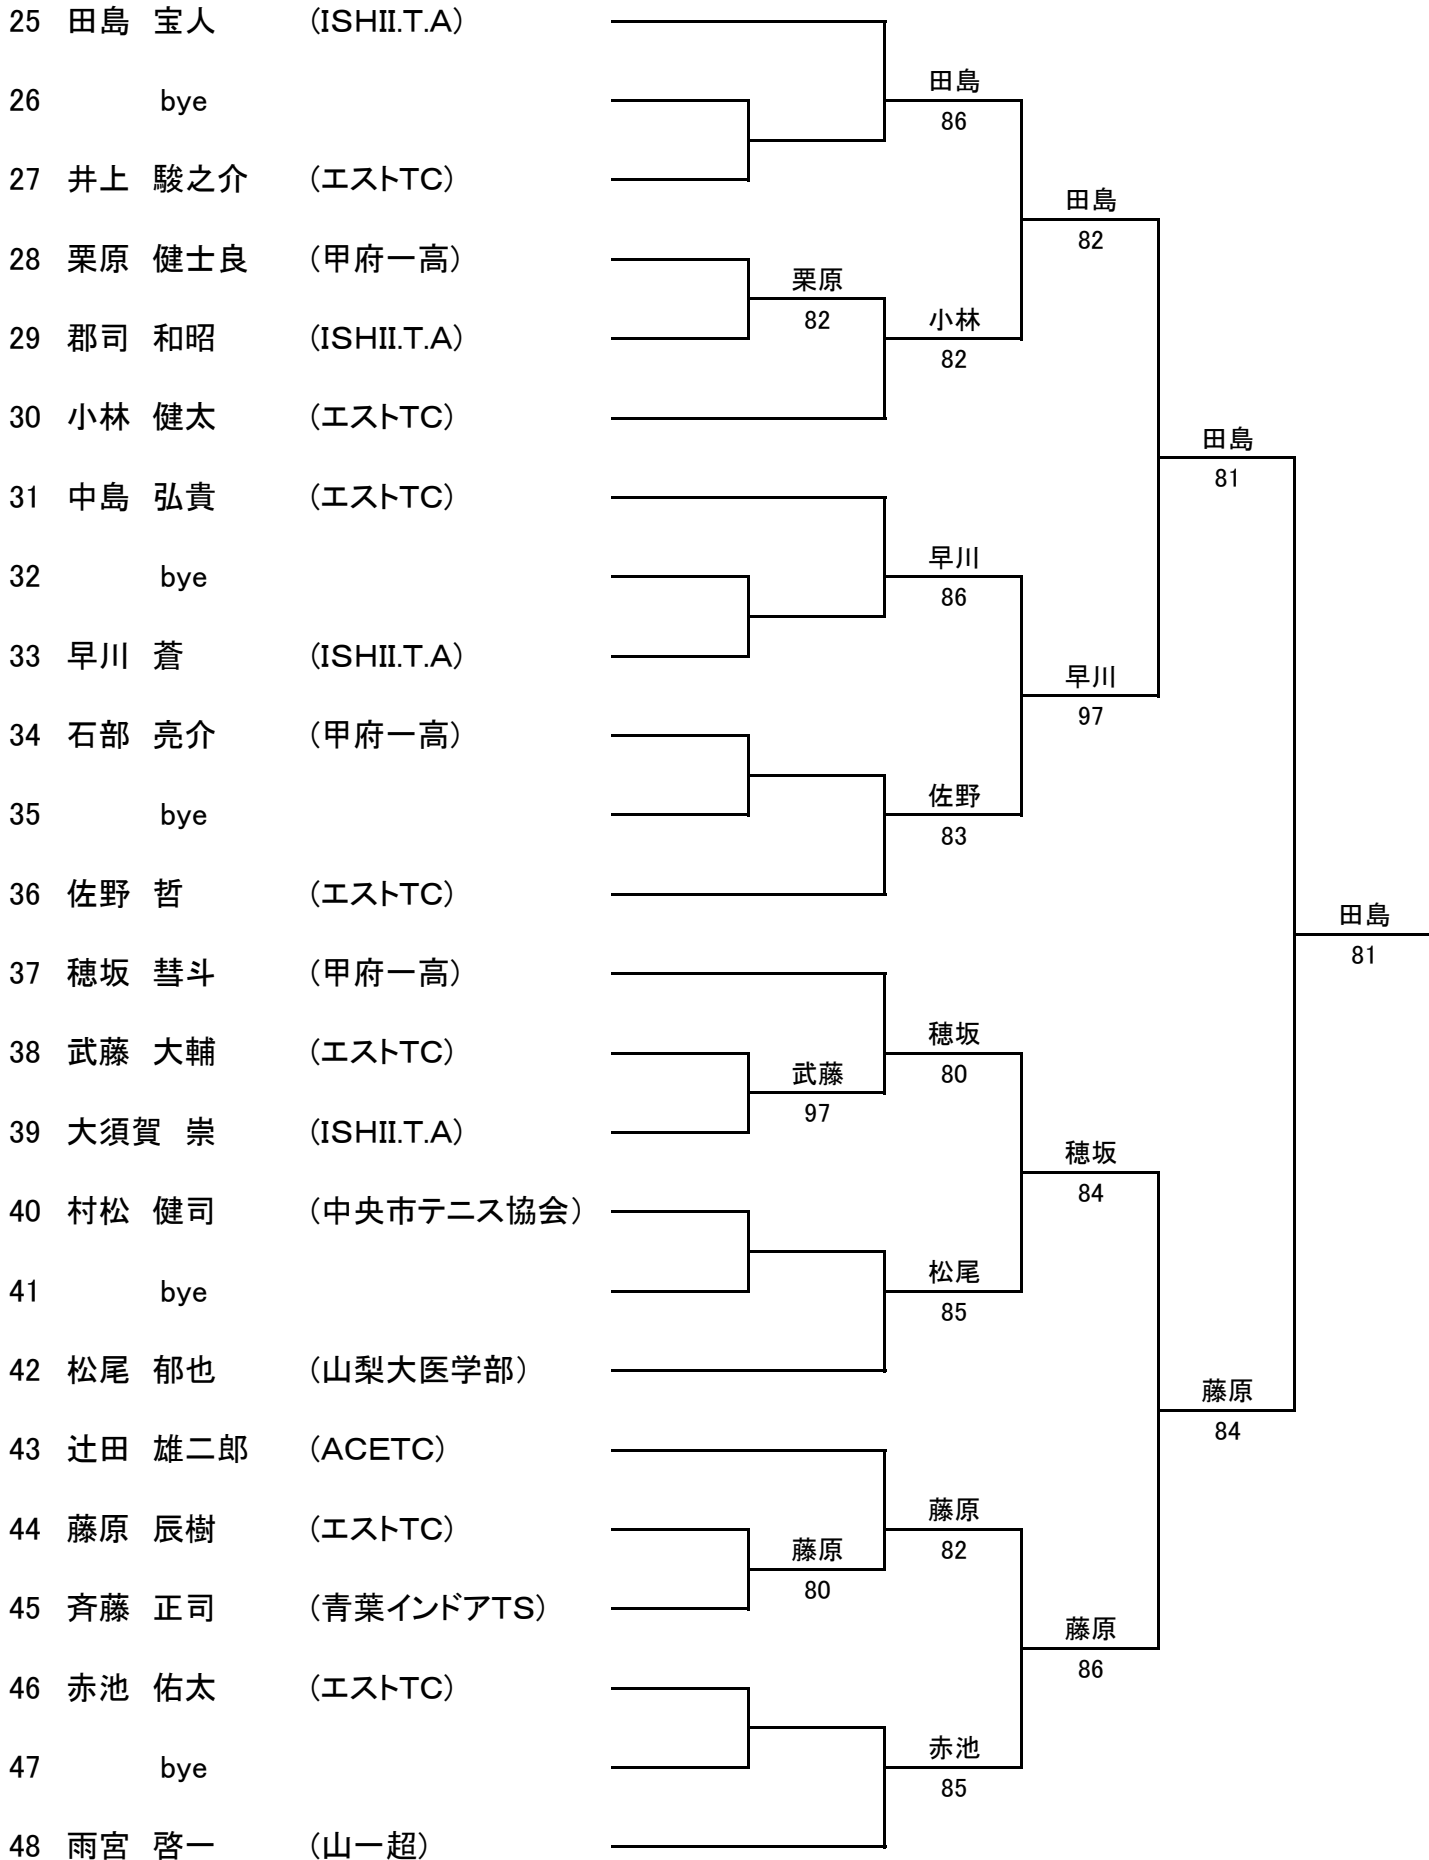 25 田島 宝人 (ISHII.T.A)
田島
26 bye
86
27 井上 駿之介 (エストTC)
田島
82
28 栗原 健士良 (甲府一高)
栗原
82
小林
29 郡司 和昭 (ISHII.T.A)
82
30 小林 健太 (エストTC)
田島
81
31 中島 弘貴 (エストTC)
早川
32 bye
86
33 早川 蒼 (ISHII.T.A)
早川
97
34 石部 亮介 (甲府一高)
佐野
35 bye
83
36 佐野 哲 (エストTC)
田島
81
37 穂坂 彗斗 (甲府一高)
穂坂
38 武藤 大輔 (エストTC)
武藤
80
97
39 大須賀 崇 (ISHII.T.A)
穂坂
84
40 村松 健司 (中央市テニス協会)
松尾
41 bye
85
42 松尾 郁也 (山梨大医学部)
藤原
84
43 辻田 雄二郎 (ACETC)
藤原
44 藤原 辰樹 (エストTC)
藤原
82
80
45 斉藤 正司 (青葉インドアTS)
藤原
86
46 赤池 佑太 (エストTC)
赤池
47 bye
85
48 雨宮 啓一 (山一超)